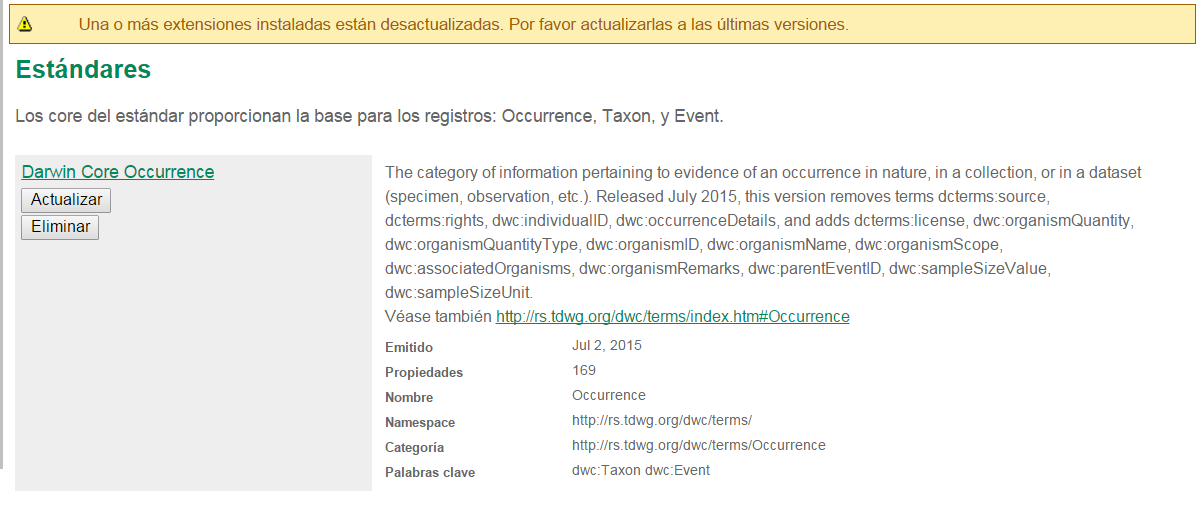 Una o más extensiones instaladas están desactualizadas. Por favor actualizarlas a las últimas versiones.
Estándares
Los core del estándar proporcionan la base para los registros: Occurrence, Taxon, y Event.
Darwin Core Occurrence
Actualizar
Eliminar
The category of information pertaining to evidence of an occurrence in nature, in a collection, or in a dataset
(specimen, observation, etc.). Released July 2015, this version removes terms dcterms:source,
dcterms:rights, dwc:individualID, dwc:occurrenceDetails, and adds dcterms:license, dwc:organismQuantity,
dwc:organismQuantityType, dwc:organismID, dwc:organismName, dwc:organismScope,
dwc:associatedOrganisms, dwc:organismRemarks, dwc:parentEventID, dwc:sampleSizeValue,
dwc:sampleSizeUnit.
Véase también http://rs.tdwg.org/dwc/terms/index.htm#Occurrence
Emitido Jul 2, 2015
Propiedades 169
Nombre Occurrence
Namespace http://rs.tdwg.org/dwc/terms/
Categoría http://rs.tdwg.org/dwc/terms/Occurrence
Palabras clave dwc:Taxon dwc:Event